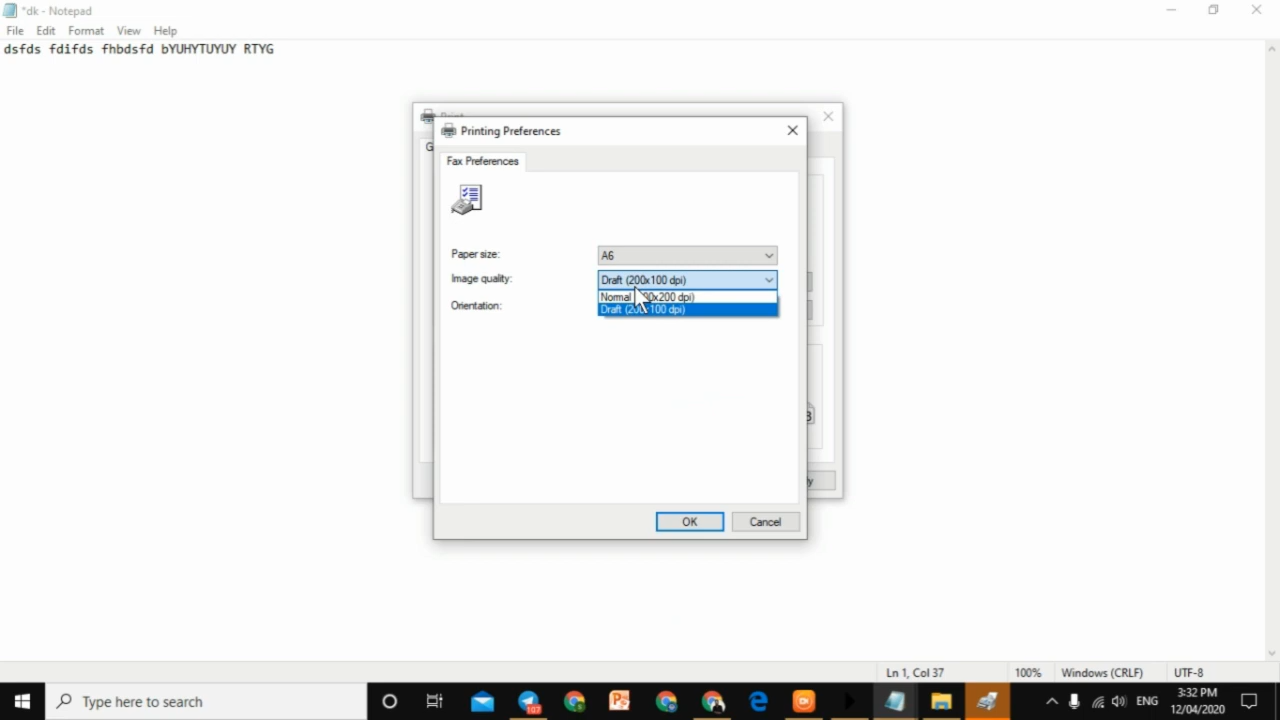 *dk - Notepad
File Edit Format View Help
dsfds fdifds fhbdsfd bYUHYTUYUY RTYG
Printing Preferences
Fax Preferences
Paper size: A6
Image quality: Draft (200x100 dpi)
Normal
Draft
Orientation:
OK Cancel
Ln 1, Col 37 100% Windows (CRLF) UTF-8
Type here to search
107
ENG
3:32 PM
12/04/2020